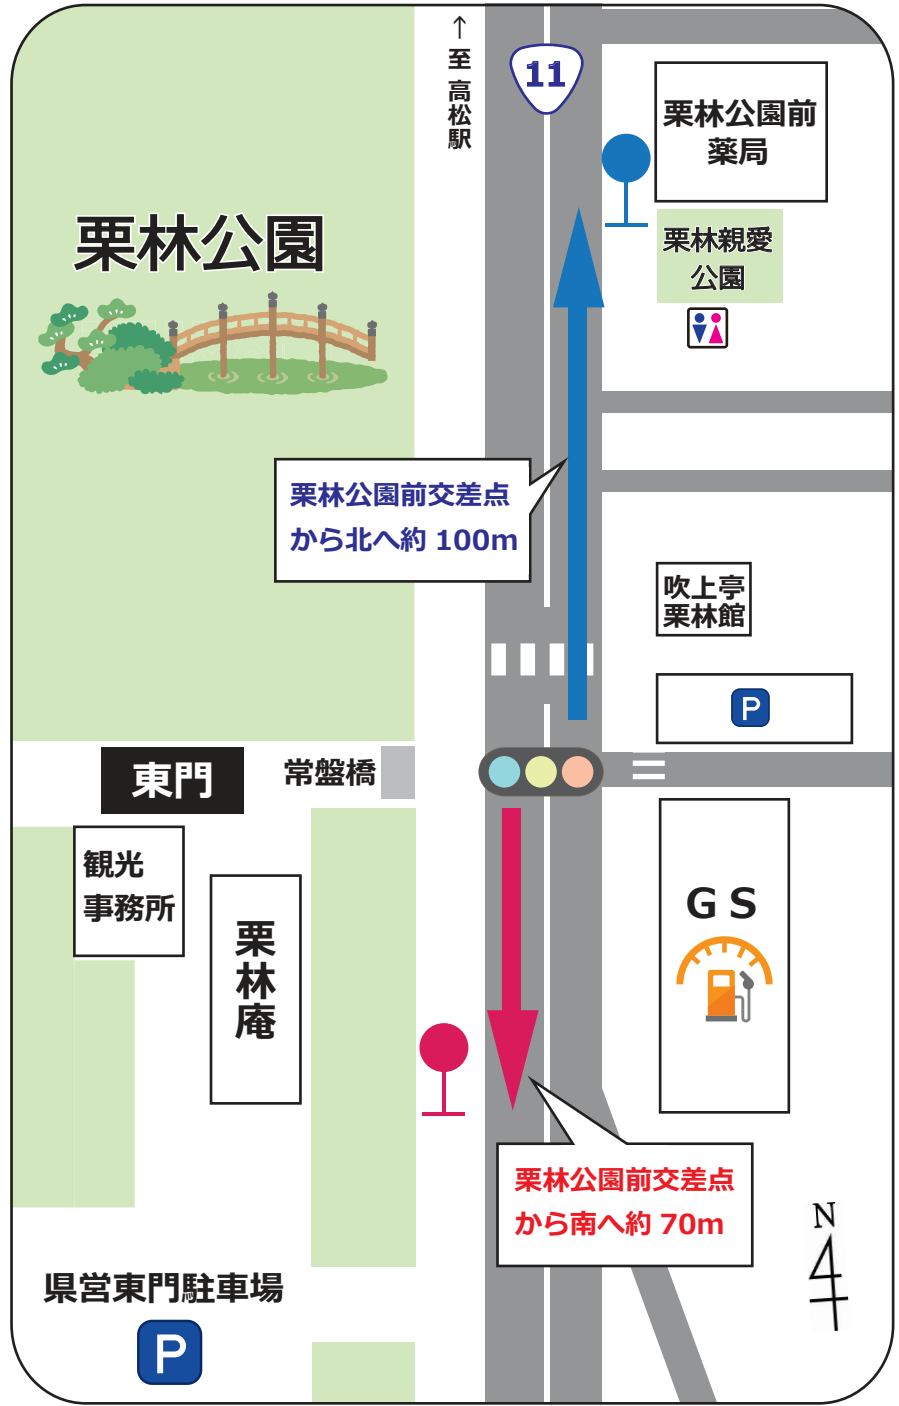 ↑至 高松駅
11
栗林公園前
薬局
栗林公園
栗林親愛
公園
栗林公園前交差点
から北へ約 100m
吹上亭
栗林館
P
東門
常盤橋
観光
事務所
栗林庵
GS
栗林公園前交差点
から南へ約 70m
N
県営東門駐車場
P